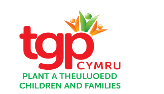 tgp
CYMRU
PLANT A THEULUOEDD
CHILDREN AND FAMILIES